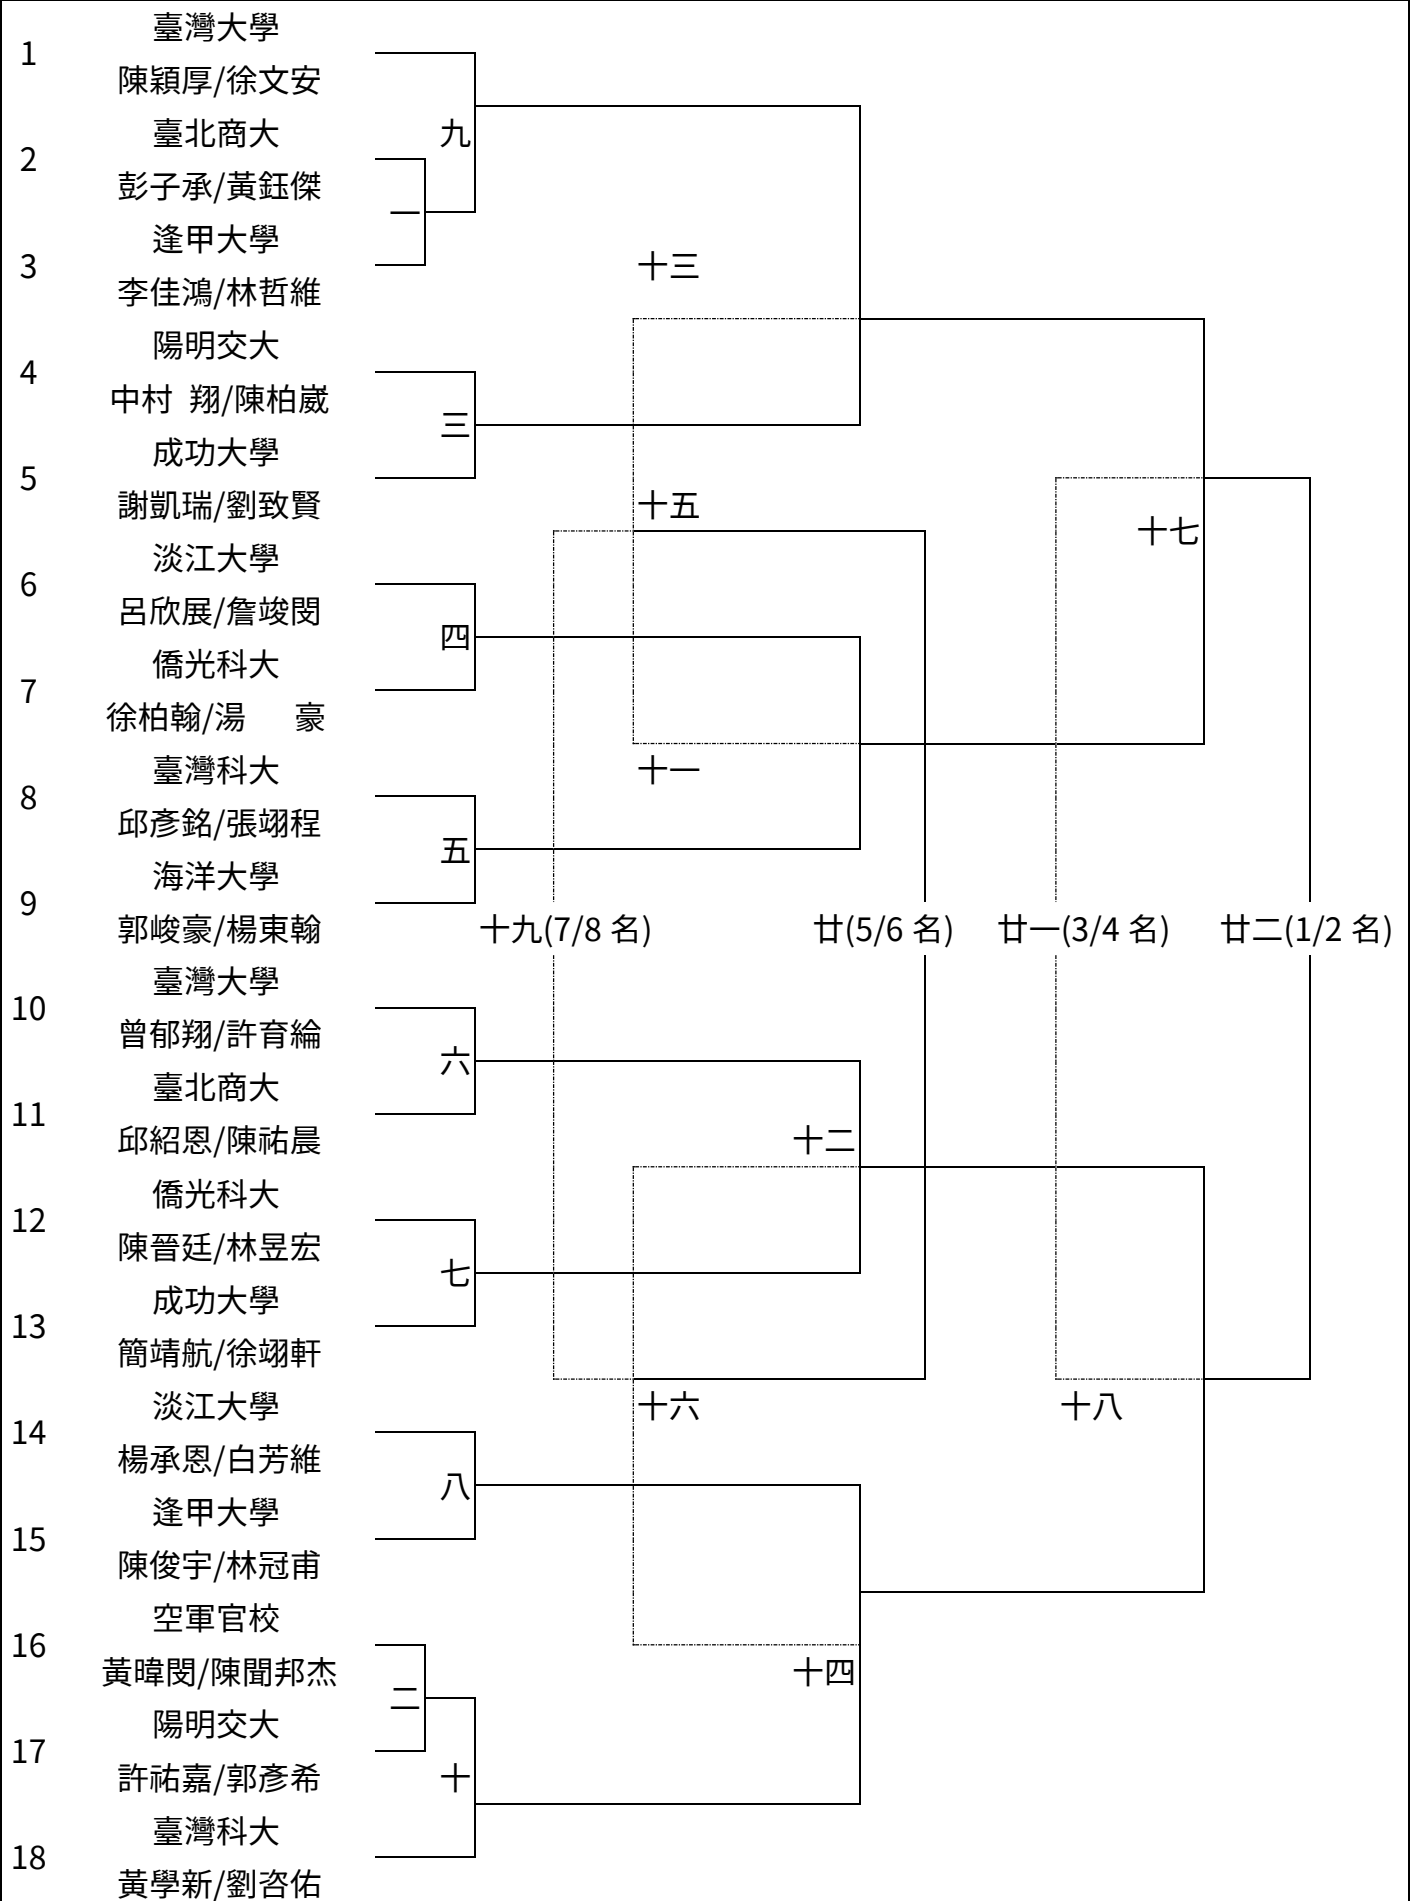 臺灣大學
1
陳穎厚/徐文安
臺北商大
九
2
彭子承/黃鈺傑
一
逢甲大學
3
十三
李佳鴻/林哲維
陽明交大
4
中村 翔/陳柏崴
三
成功大學
5
謝凱瑞/劉致賢
十五
十七
淡江大學
6
呂欣展/詹竣閔
四
僑光科大
7
徐柏翰/湯 豪
臺灣科大
十一
8
邱彥銘/張翊程
五
海洋大學
9
郭峻豪/楊東翰
十九(7/8 名)
廿(5/6 名)
廿一(3/4 名)
廿二(1/2 名)
臺灣大學
10
曾郁翔/許育綸
六
臺北商大
11
邱紹恩/陳祐晨
十二
僑光科大
12
陳晉廷/林昱宏
七
成功大學
13
簡靖航/徐翊軒
淡江大學
十六
十八
14
楊承恩/白芳維
八
逢甲大學
15
陳俊宇/林冠甫
空軍官校
16
黃暐閔/陳聞邦杰
十四
二
陽明交大
17
許祐嘉/郭彥希
十
臺灣科大
18
黃學新/劉咨佑